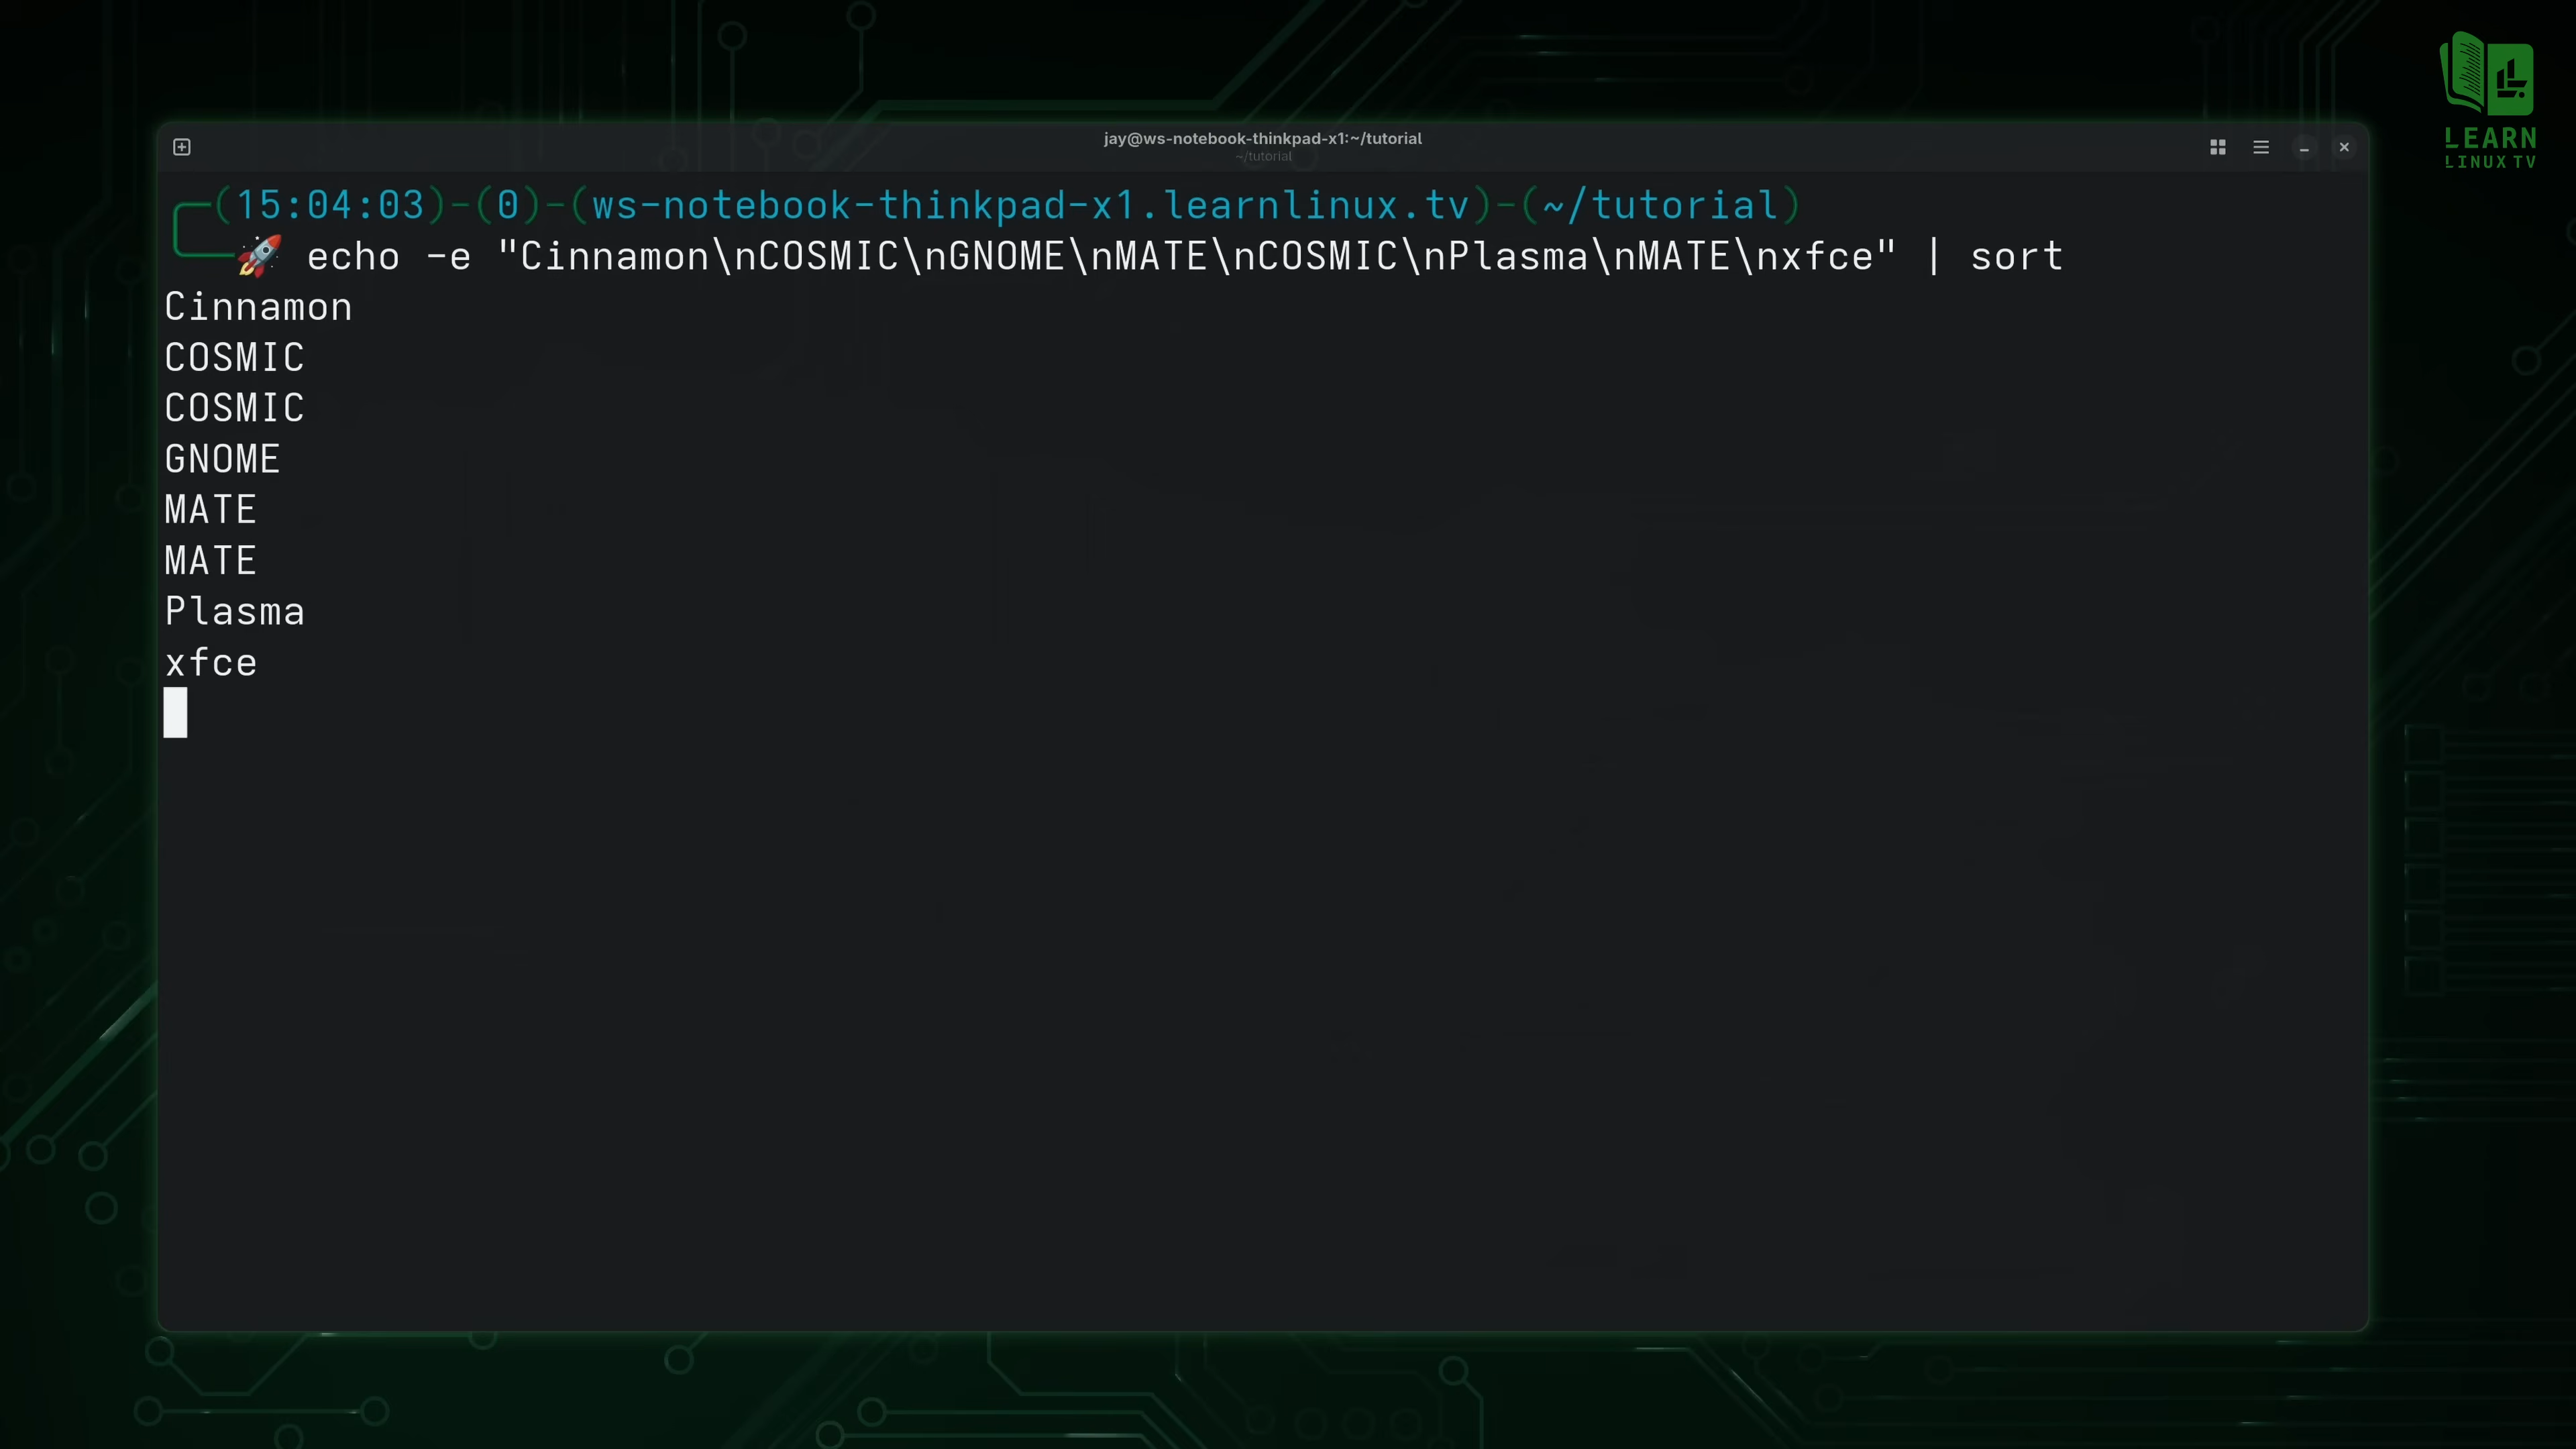 jay@ws-notebook-thinkpad-x1:~/tutorial
~/tutorial
LEARN
LINUX TV
(15:04:03)-(0)-(ws-notebook-thinkpad-x1.learnlinux.tv)-(~/tutorial)
🚀 echo -e "Cinnamon\nCOSMIC\nGNOME\nMATE\nCOSMIC\nPlasma\nMATE\nxfce" | sort
Cinnamon
COSMIC
COSMIC
GNOME
MATE
MATE
Plasma
xfce